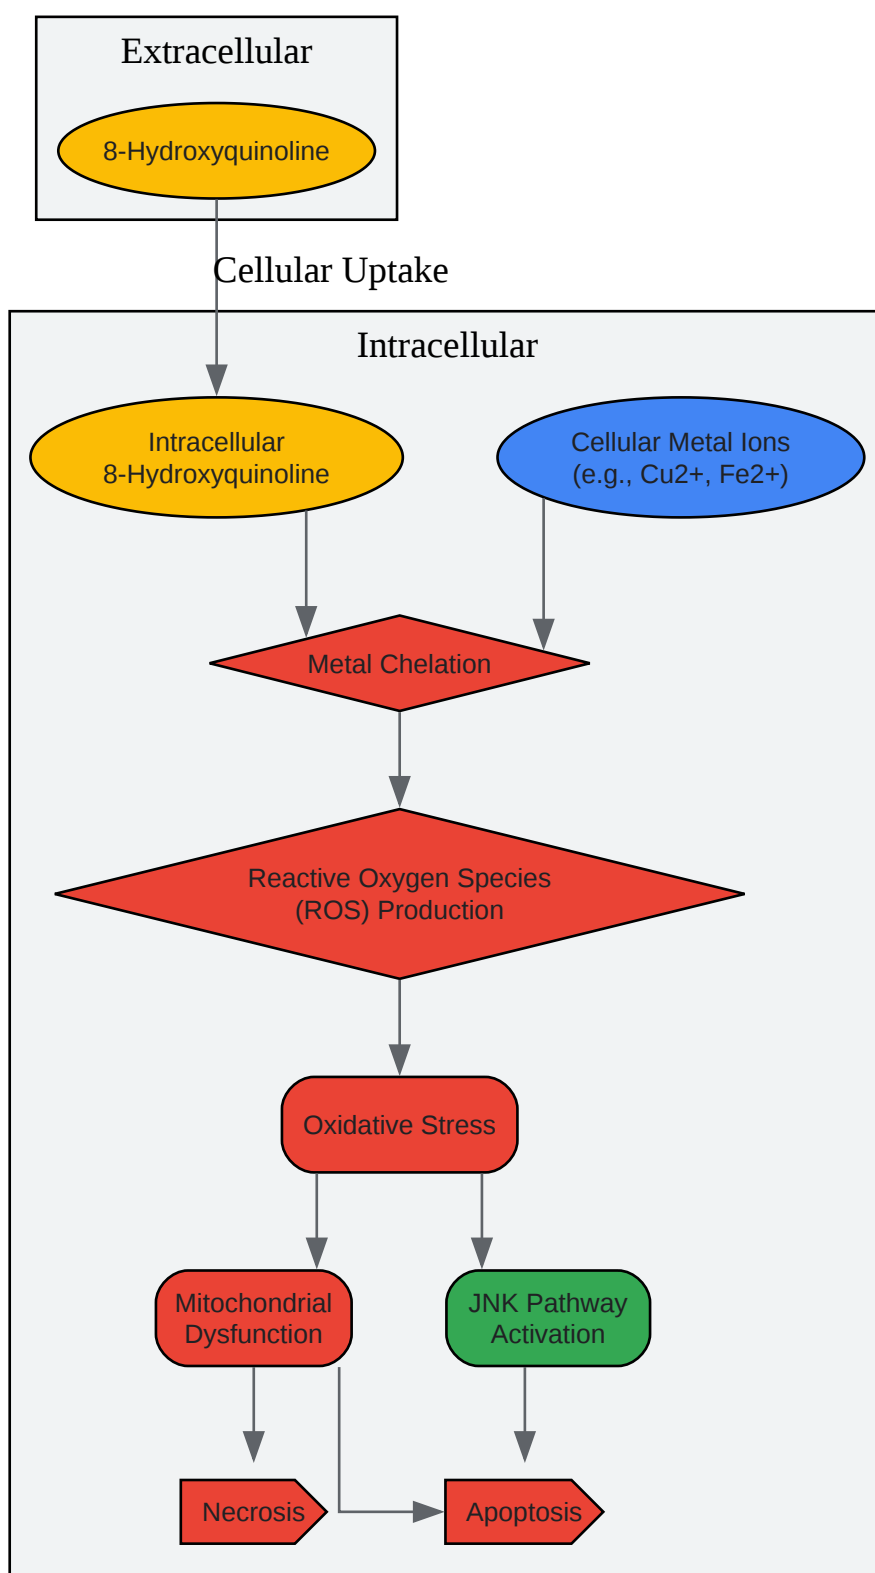 Extracellular
8-Hydroxyquinoline
Cellular Uptake
Intracellular
Intracellular
8-Hydroxyquinoline
Cellular Metal Ions
(e.g., Cu2+, Fe2+)
Metal Chelation
Reactive Oxygen Species
(ROS) Production
Oxidative Stress
Mitochondrial
Dysfunction
JNK Pathway
Activation
Necrosis
Apoptosis